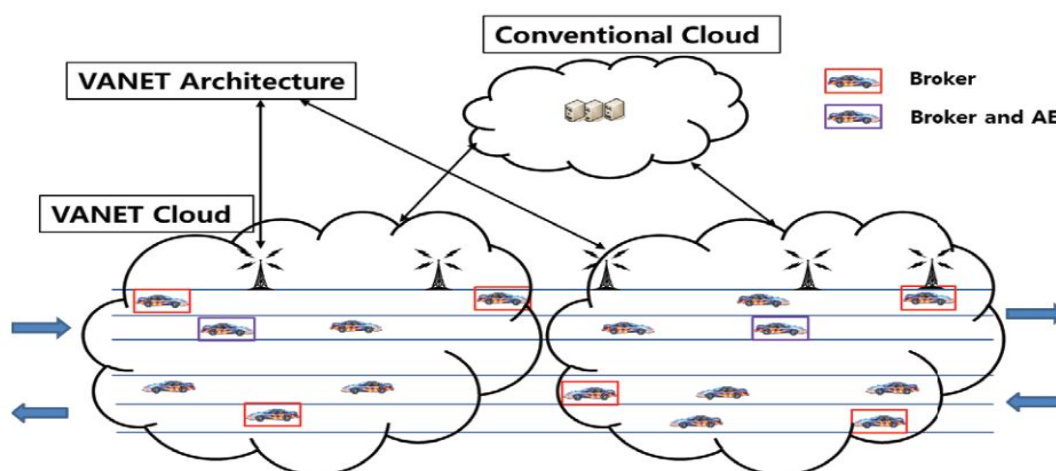 Conventional Cloud
VANET Architecture
Broker
Broker and AE
VANET Cloud